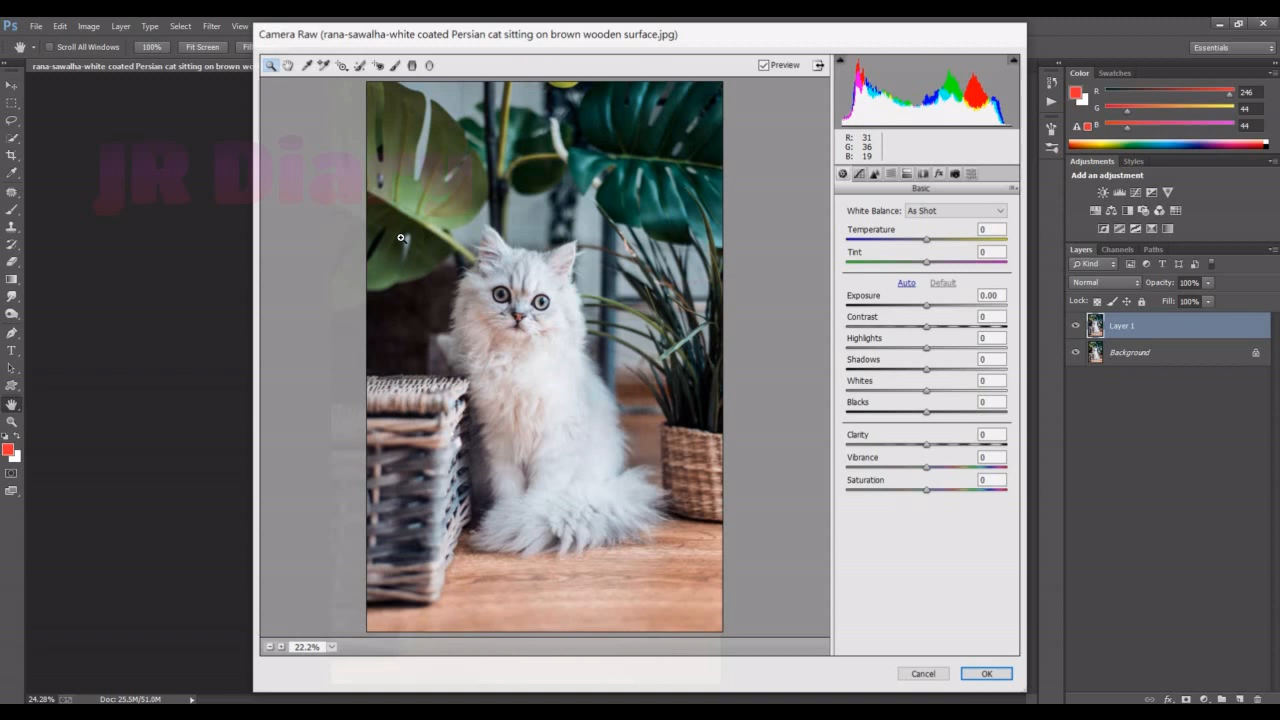 Ps File Edit Image Layer Type Select Filter View
Scroll All Windows 100% Fit Screen Fil
Essentials
rana-sawalha-white coated Persian cat sitting on brown wo
Camera Raw (rana-sawalha-white coated Persian cat sitting on brown wooden surface.jpg)
Preview
R: 31
G: 36
B: 19
Basic
White Balance: As Shot
Temperature 0
Tint 0
Auto Default
Exposure 0.00
Contrast 0
Highlights 0
Shadows 0
Whites 0
Blacks 0
Clarity 0
Vibrance 0
Saturation 0
22.2%
Cancel OK
Color Swatches
R 246
G 44
B 44
Adjustments Styles
Add an adjustment
Layers Channels Paths
Kind
Normal Opacity: 100%
Lock: Fill: 100%
Layer 1
Background
24.28% Doc: 25.5M/51.0M